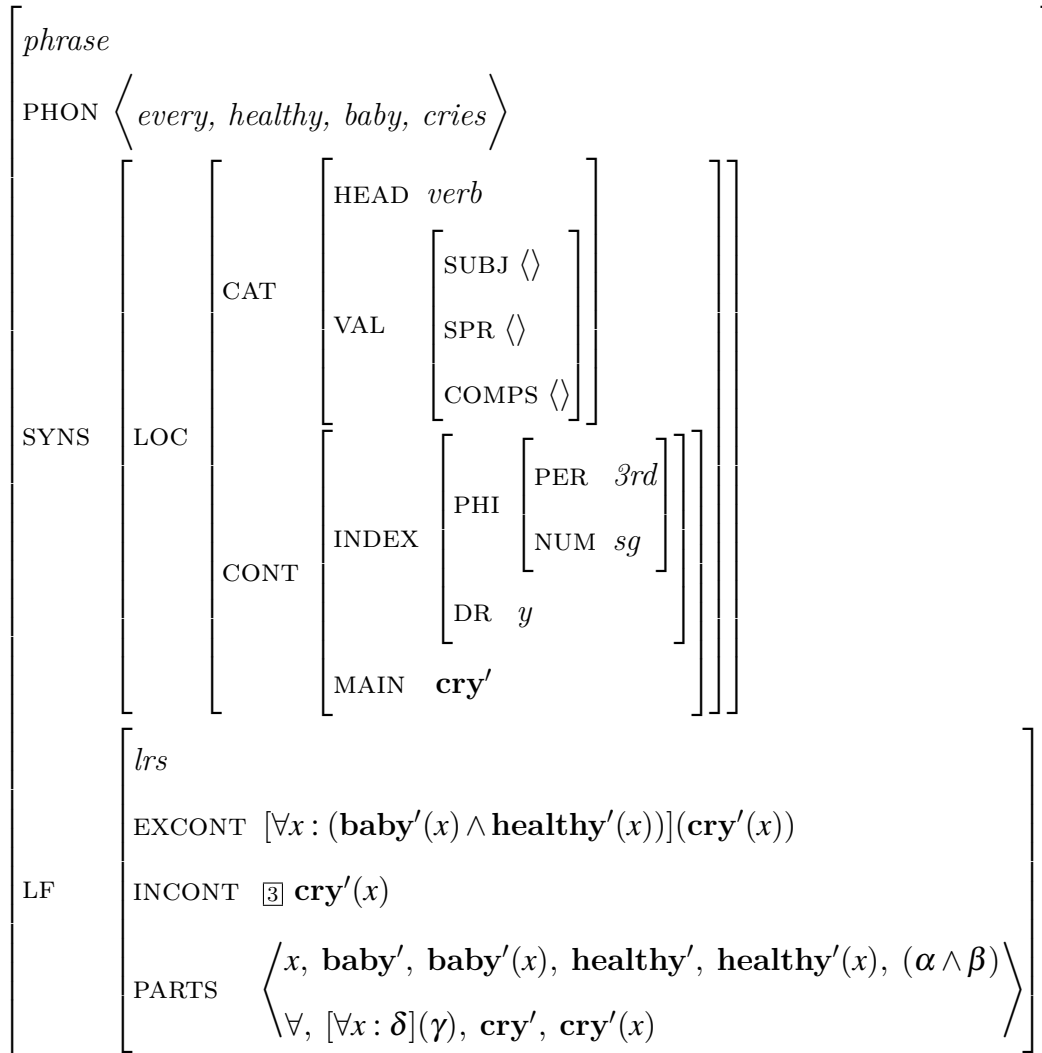 phrase
PHON ⟨every, healthy, baby, cries⟩
HEAD verb
SUBJ ⟨⟩
CAT
VAL SPR ⟨⟩
COMPS ⟨⟩
SYNS LOC
PER 3rd
PHI
INDEX NUM sg
CONT
DR y
MAIN cry′
lrs
EXCONT [∀x : (baby′(x) ∧ healthy′(x))](cry′(x))
LF INCONT 3 cry′(x)
PARTS ⟨x, baby′, baby′(x), healthy′, healthy′(x), (α ∧ β)
∀, [∀x : δ](γ), cry′, cry′(x)⟩